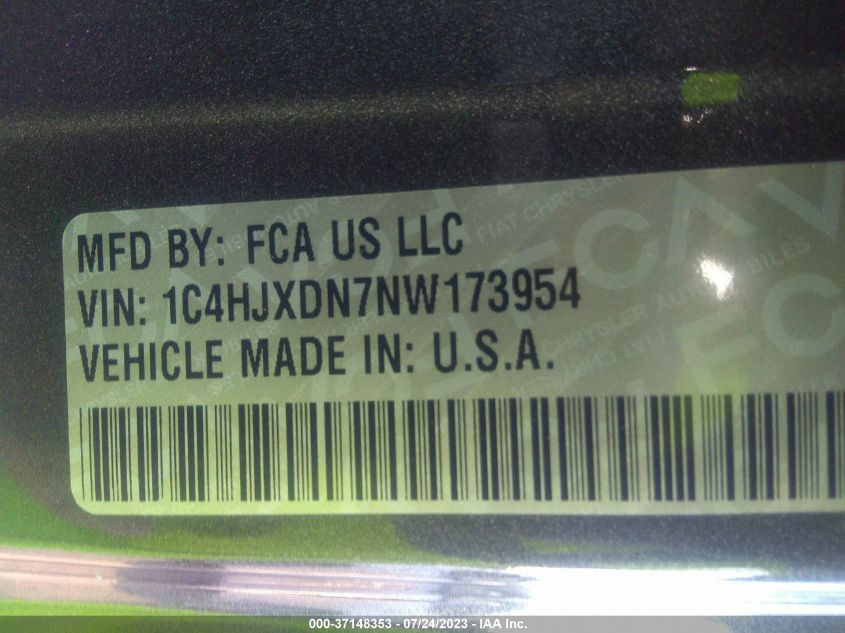 MFD BY: FCA US LLC
VIN: 1C4HJXDN7NW173954
VEHICLE MADE IN: U.S.A.
000-37148353 - 07/24/2023 - IAA Inc.